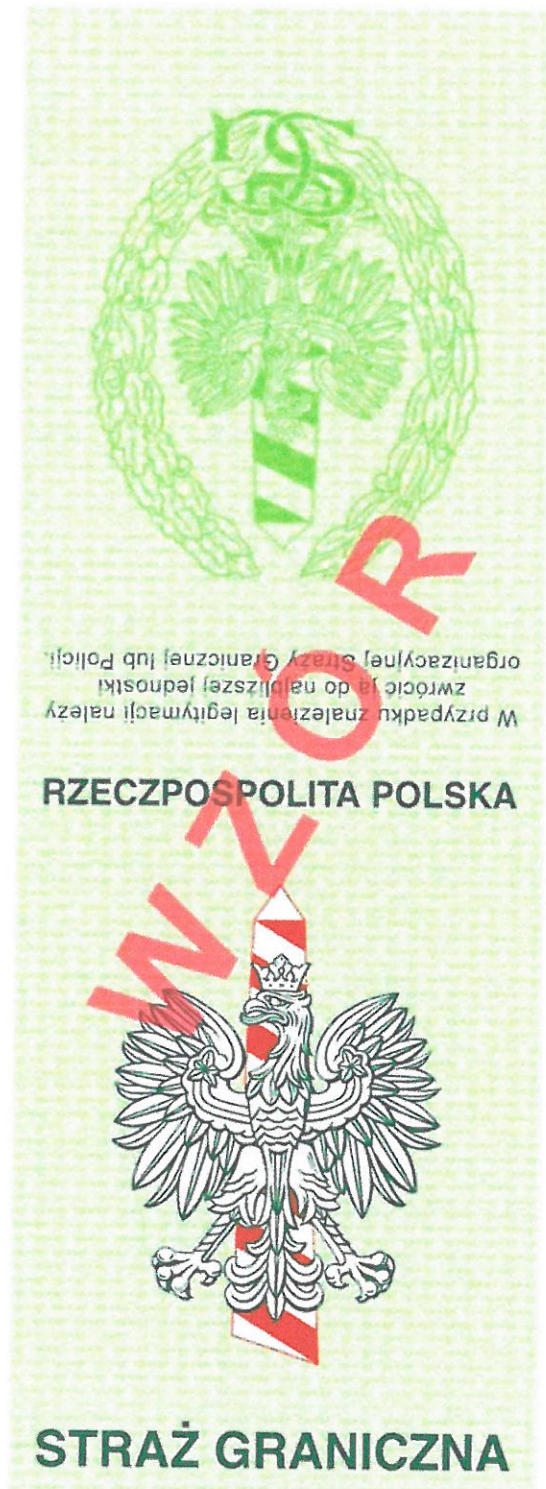 SG
W przypadku znalezienia legitymacji należy
zwrócić ją do najbliższej jednostki
organizacyjnej Straży Granicznej lub Policji.
RZECZPOSPOLITA POLSKA
WZÓR
STRAŻ GRANICZNA